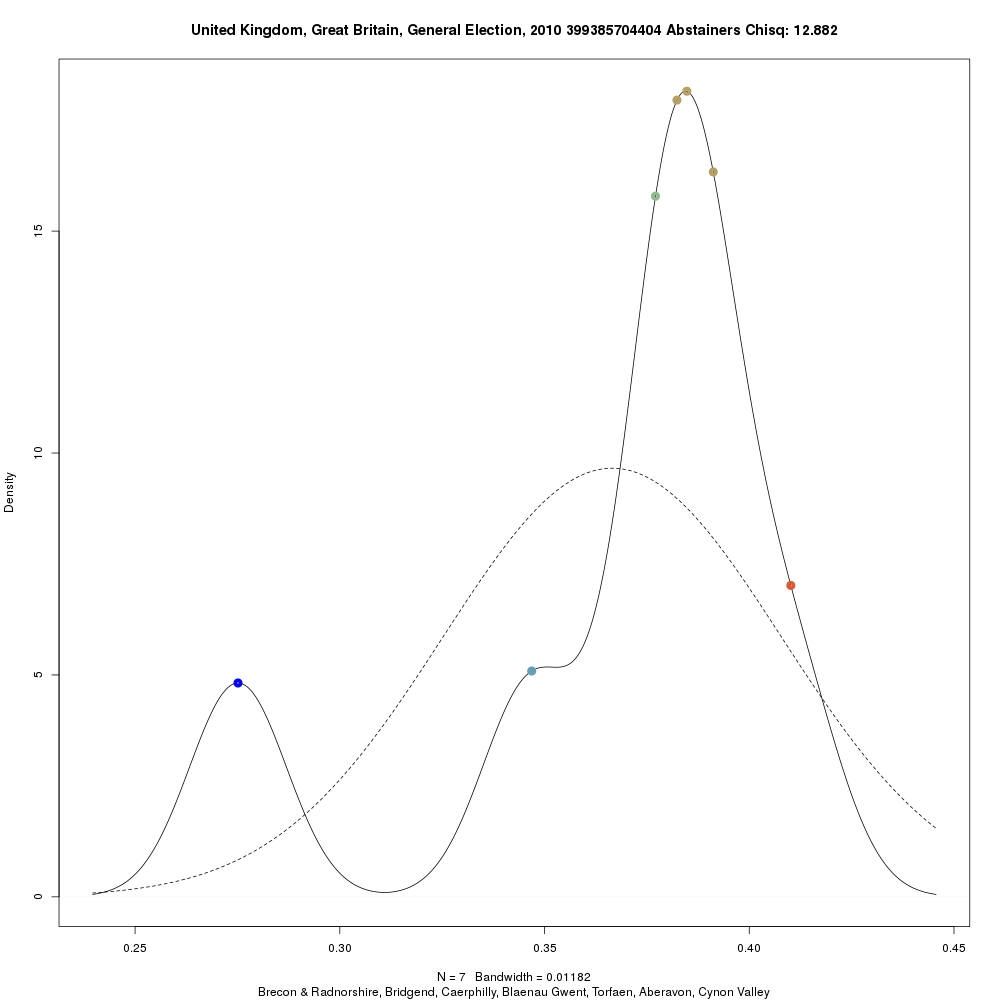 United Kingdom, Great Britain, General Election, 2010 399385704404 Abstainers Chisq: 12.882
Density
15
10
5
0
0.25 0.30 0.35 0.40 0.45
N = 7 Bandwidth = 0.01182
Brecon & Radnorshire, Bridgend, Caerphilly, Blaenau Gwent, Torfaen, Aberavon, Cynon Valley